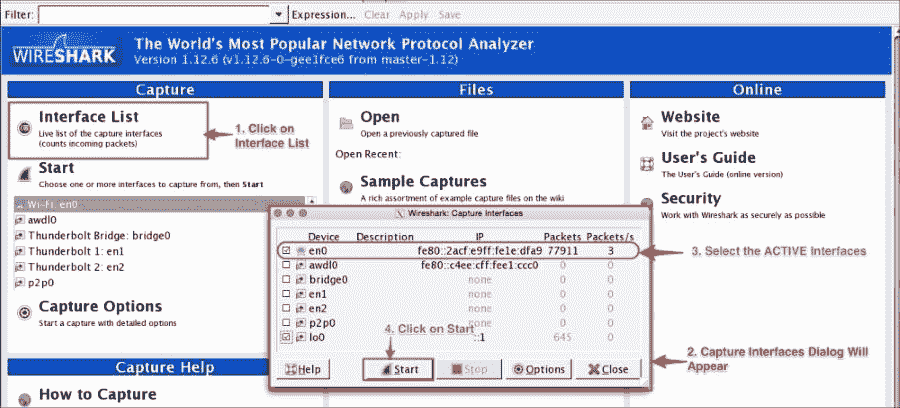 Filter: Expression... Clear Apply Save
WIRESHARK
The World's Most Popular Network Protocol Analyzer
Version 1.12.6 (v1.12.6-0-gee1fce6 from master-1.12)
Capture
Interface List
Live list of the capture interfaces
(counts incoming packets)
1. Click on
Interface List
Start
Choose one or more interfaces to capture from, then Start
Wi-Fi: en0
awdl0
Thunderbolt Bridge: bridge0
Thunderbolt 1: en1
Thunderbolt 2: en2
p2p0
Capture Options
Start a capture with detailed options
Capture Help
How to Capture
Files
Open
Open a previously captured file
Open Recent:
Sample Captures
A rich assortment of example capture files on the wiki
Online
Website
Visit the project's website
User's Guide
The User's Guide (online version)
Security
Work with Wireshark as securely as possible
Wireshark: Capture Interfaces
Device Description IP Packets Packets/s
en0 fe80::2acf:e9ff:fe1e:dfa9 77911 3
awdl0 fe80::c4ee:cff:fee1:ccc0 0 0
bridge0 none 0 0
en1 none 0 0
en2 none 0 0
p2p0 none 0 0
lo0 ::1 645 0
3. Select the ACTIVE Interfaces
4. Click on Start
Help Start Stop Options Close
2. Capture Interfaces Dialog Will
Appear